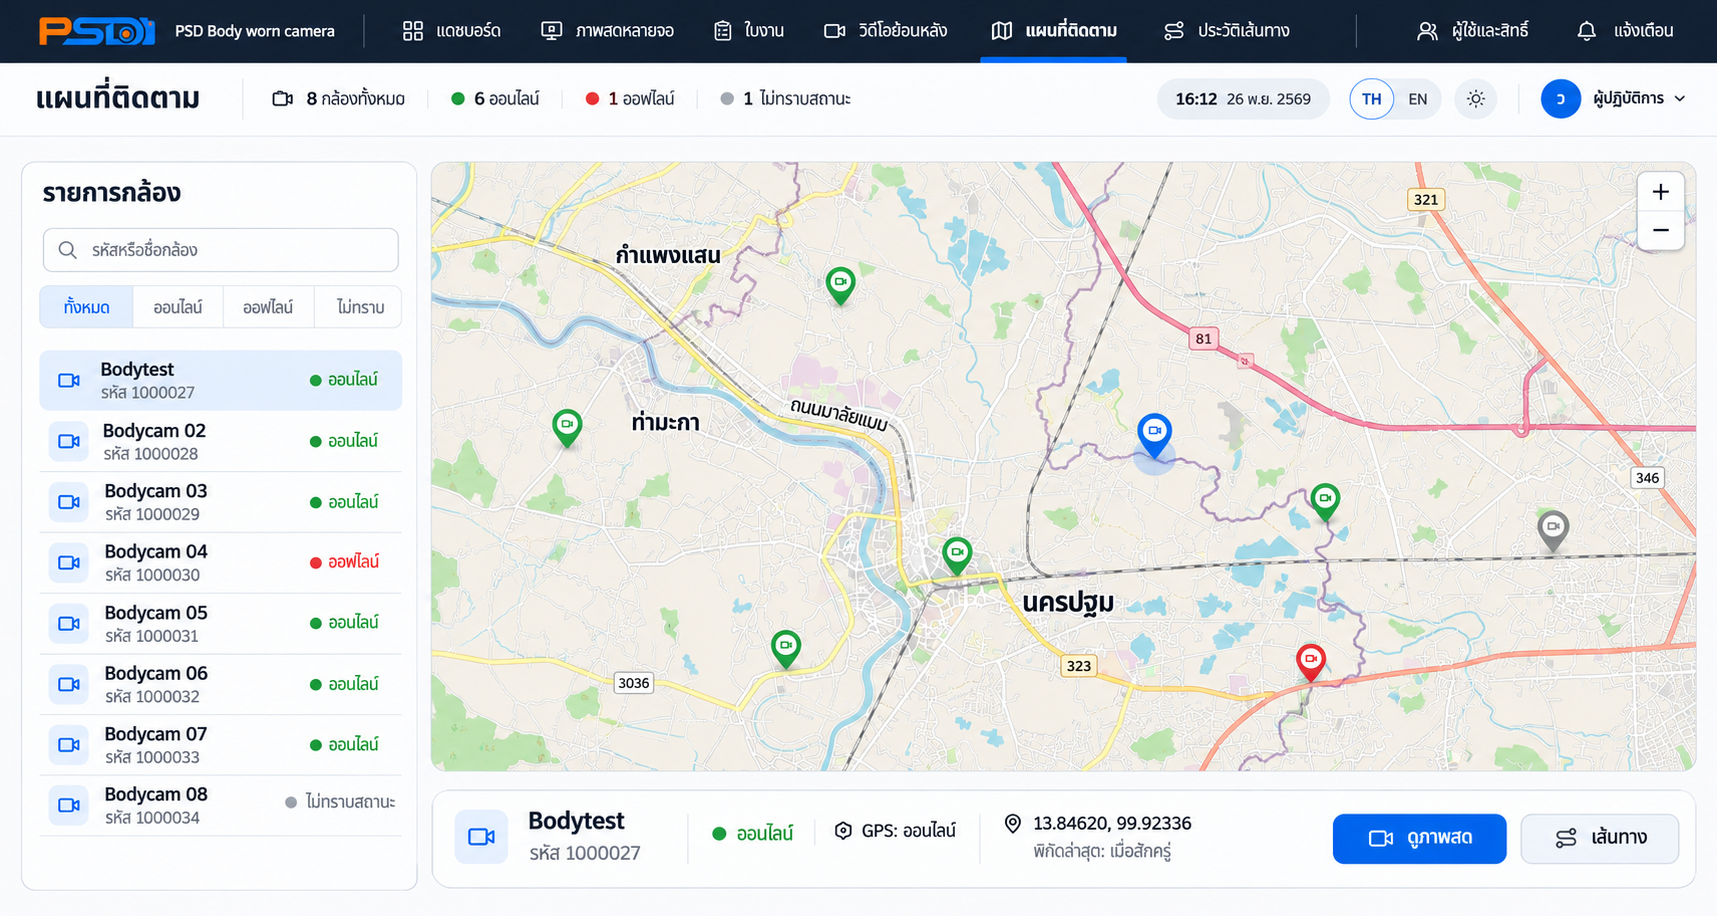 PSD PSD Body worn camera
แดชบอร์ด
ภาพสดหลายจอ
ใบงาน
วิดีโอย้อนหลัง
แผนที่ติดตาม
ประวัติเส้นทาง
ผู้ใช้และสิทธิ์
แจ้งเตือน
แผนที่ติดตาม
8 กล้องทั้งหมด
6 ออนไลน์
1 ออฟไลน์
1 ไม่ทราบสถานะ
16:12 26 พ.ย. 2569
TH EN
ว ผู้ปฏิบัติการ
รายการกล้อง
รหัสหรือชื่อกล้อง
ทั้งหมด ออนไลน์ ออฟไลน์ ไม่ทราบ
Bodytest
รหัส 1000027
ออนไลน์
Bodycam 02
รหัส 1000028
ออนไลน์
Bodycam 03
รหัส 1000029
ออนไลน์
Bodycam 04
รหัส 1000030
ออฟไลน์
Bodycam 05
รหัส 1000031
ออนไลน์
Bodycam 06
รหัส 1000032
ออนไลน์
Bodycam 07
รหัส 1000033
ออนไลน์
Bodycam 08
รหัส 1000034
ไม่ทราบสถานะ
กำแพงแสน
ท่ามะกา
ถนนมาลัยแมน
นครปฐม
321
81
346
323
3036
+
−
Bodytest
รหัส 1000027
ออนไลน์
GPS: ออนไลน์
13.84620, 99.92336
พิกัดล่าสุด: เมื่อสักครู่
ดูภาพสด
เส้นทาง